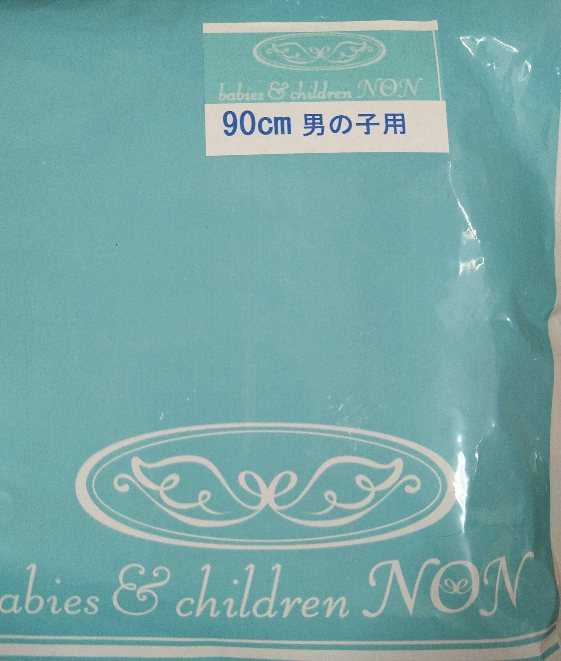 babies & children NON
90cm 男の子用
abies & children NON